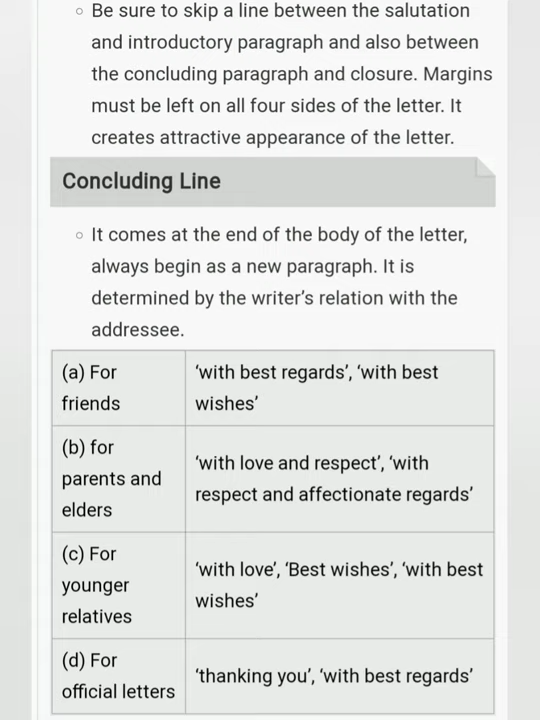 Be sure to skip a line between the salutation
and introductory paragraph and also between
the concluding paragraph and closure. Margins
must be left on all four sides of the letter. It
creates attractive appearance of the letter.
Concluding Line
It comes at the end of the body of the letter,
always begin as a new paragraph. It is
determined by the writer’s relation with the
addressee.
(a) For
friends
‘with best regards’, ‘with best
wishes’
(b) for
parents and
elders
‘with love and respect’, ‘with
respect and affectionate regards’
(c) For
younger
relatives
‘with love’, ‘Best wishes’, ‘with best
wishes’
(d) For
official letters
‘thanking you’, ‘with best regards’